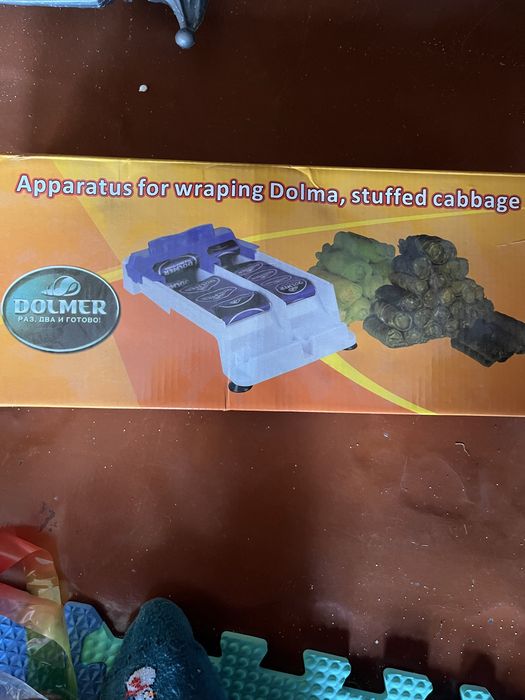 Apparatus for wraping Dolma, stuffed cabbage
DOLMER
РАЗ, ДВА И ГОТОВО!